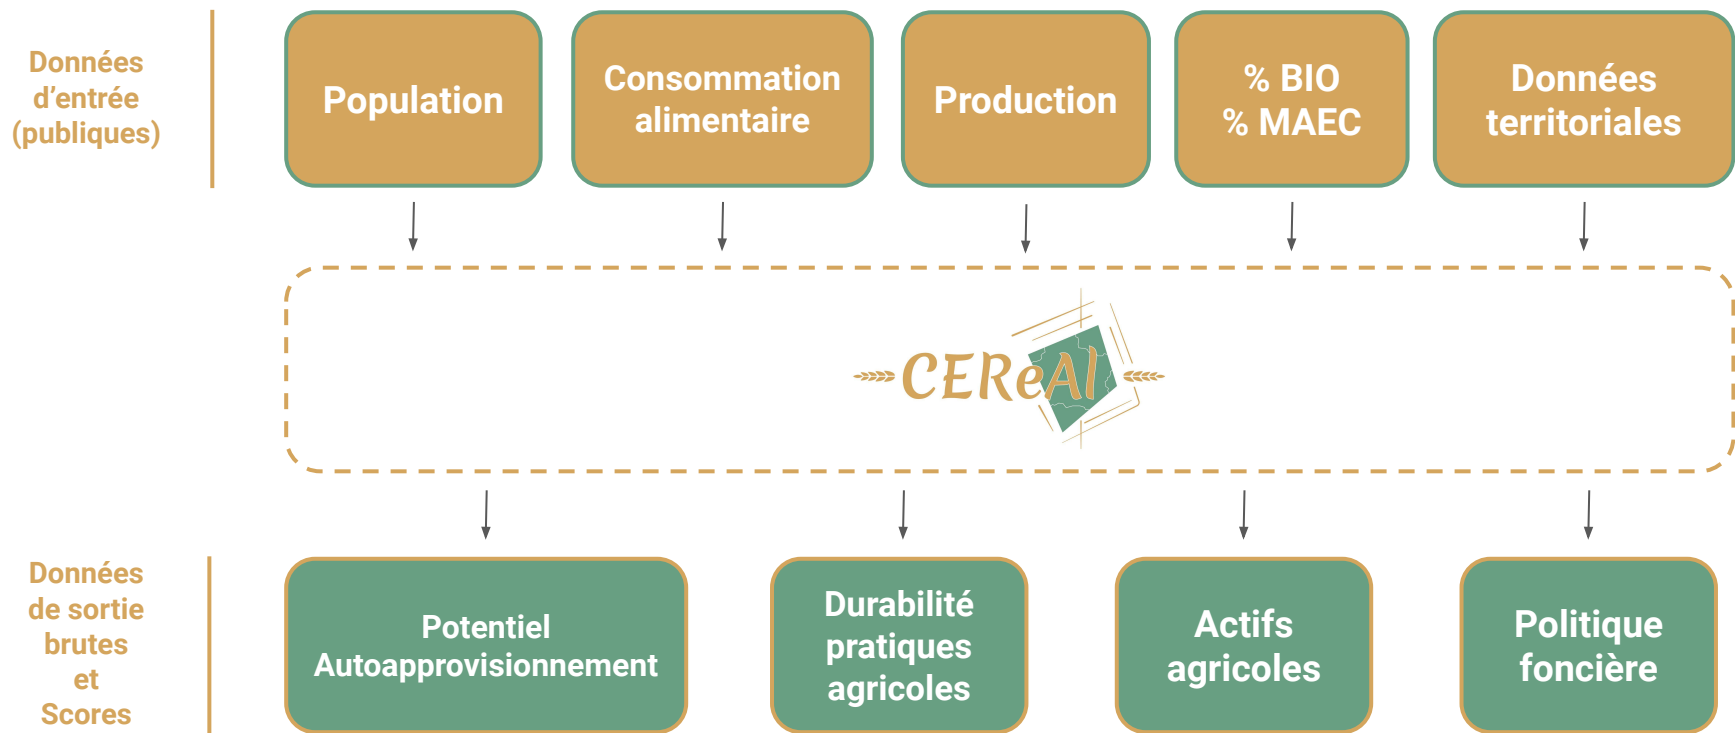 Données
d'entrée
(publiques)
Population
Consommation
alimentaire
Production
% BIO
% MAEC
Données
territoriales
CEReAl
Données
de sortie
brutes
et
Scores
Potentiel
Autoapprovisionnement
Durabilité
pratiques
agricoles
Actifs
agricoles
Politique
foncière